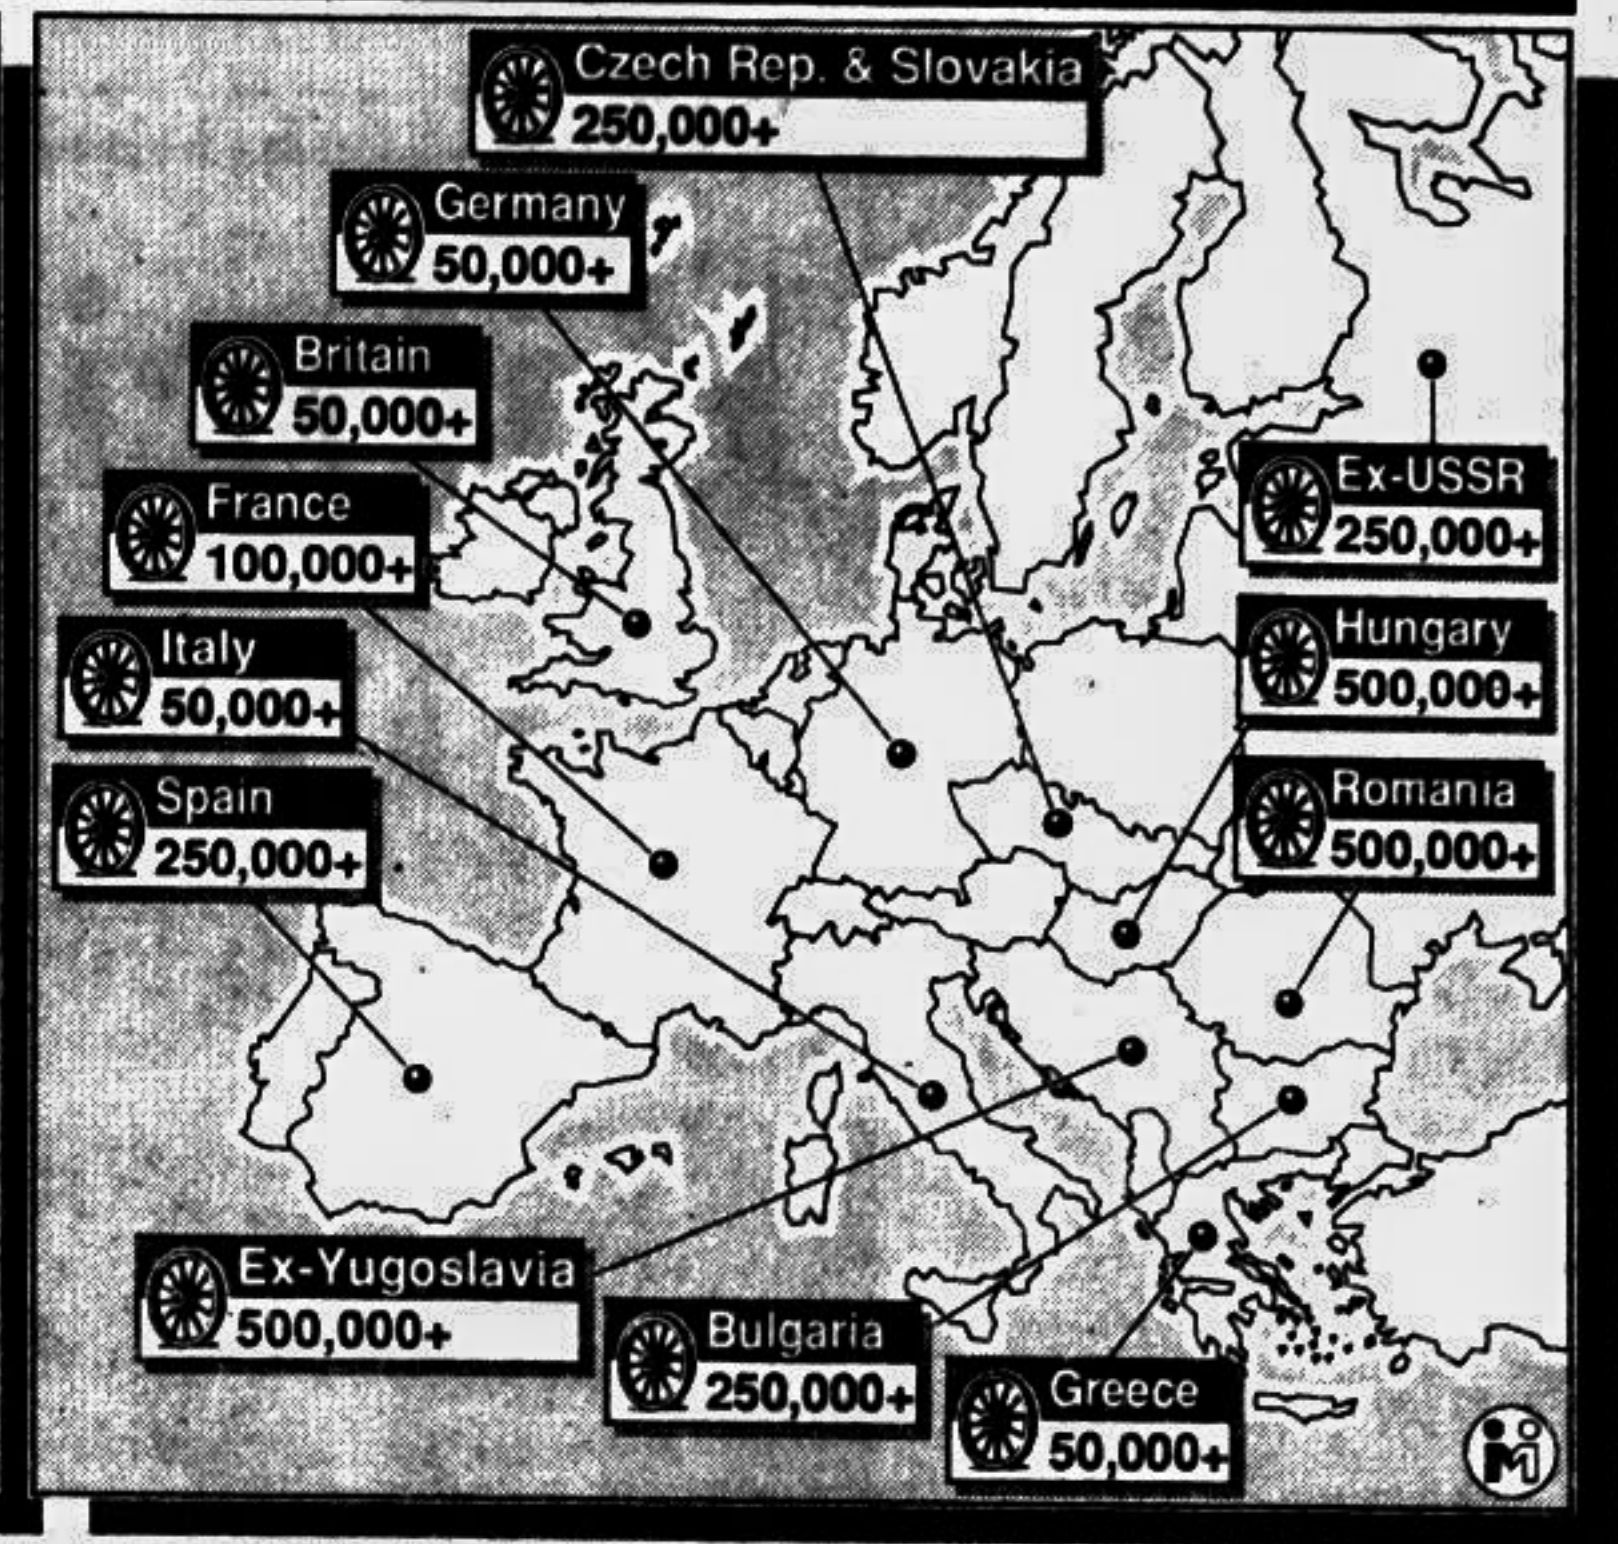 Czech Rep. & Slovakia
250,000+
Germany
50,000+
Britain
50,000+
France
100,000+
Ex-USSR
250,000+
Italy
50,000+
Hungary
500,000+
Spain
250,000+
Romania
500,000+
Ex-Yugoslavia
500,000+
Bulgaria
250,000+
Greece
50,000+